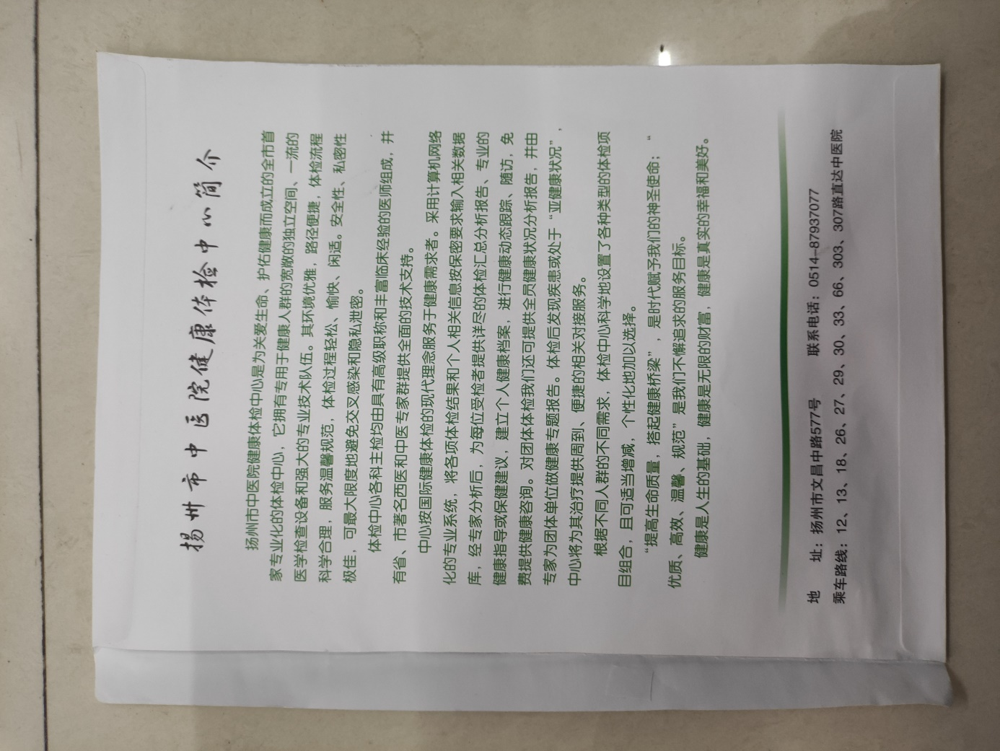 扬州市中医院健康体检中心简介
扬州市中医院健康体检中心是为关爱生命、护佑健康而成立的全市首
家专业化的体检中心，它拥有专用于健康人群的宽敞的独立空间、一流的
医学检查设备和强大的专业技术队伍。其环境优雅，路径便捷，体检流程
科学合理，服务温馨规范，体检过程轻松、愉快、闲适。安全性、私密性
极佳，可最大限度地避免交叉感染和隐私泄密。
体检中心各科主检均由具有高级职称和丰富临床经验的医师组成，并
有省、市著名西医和中医专家群提供全面的技术支持。
中心按国际健康体检的现代理念服务于健康需求者。采用计算机网络
化的专业系统，将各项体检结果和个人相关信息按保密要求输入相关数据
库，经专家分析后，为每位受检者提供详尽的体检汇总分析报告、专业的
健康指导或保健建议，建立个人健康档案，进行健康动态跟踪、随访，免
费提供健康咨询。对团体体检我们还可提供全员健康状况分析报告，并由
专家为团体单位做健康专题报告。体检后发现疾患或处于“亚健康状况”，
中心将为其治疗提供周到、便捷的相关对接服务。
根据不同人群的不同需求，体检中心科学地设置了各种类型的体检项
目组合，且可适当增减，个性化地加以选择。
“提高生命质量，搭起健康桥梁”，是时代赋予我们的神圣使命；“
优质、高效、温馨、规范”是我们不懈追求的服务目标。
健康是人生的基础，健康是无限的财富，健康是真实的幸福和美好。
地 址：扬州市文昌中路577号 联系电话：0514-87937077
乘车路线：12、13、18、26、27、29、30、33、66、303、307路直达中医院